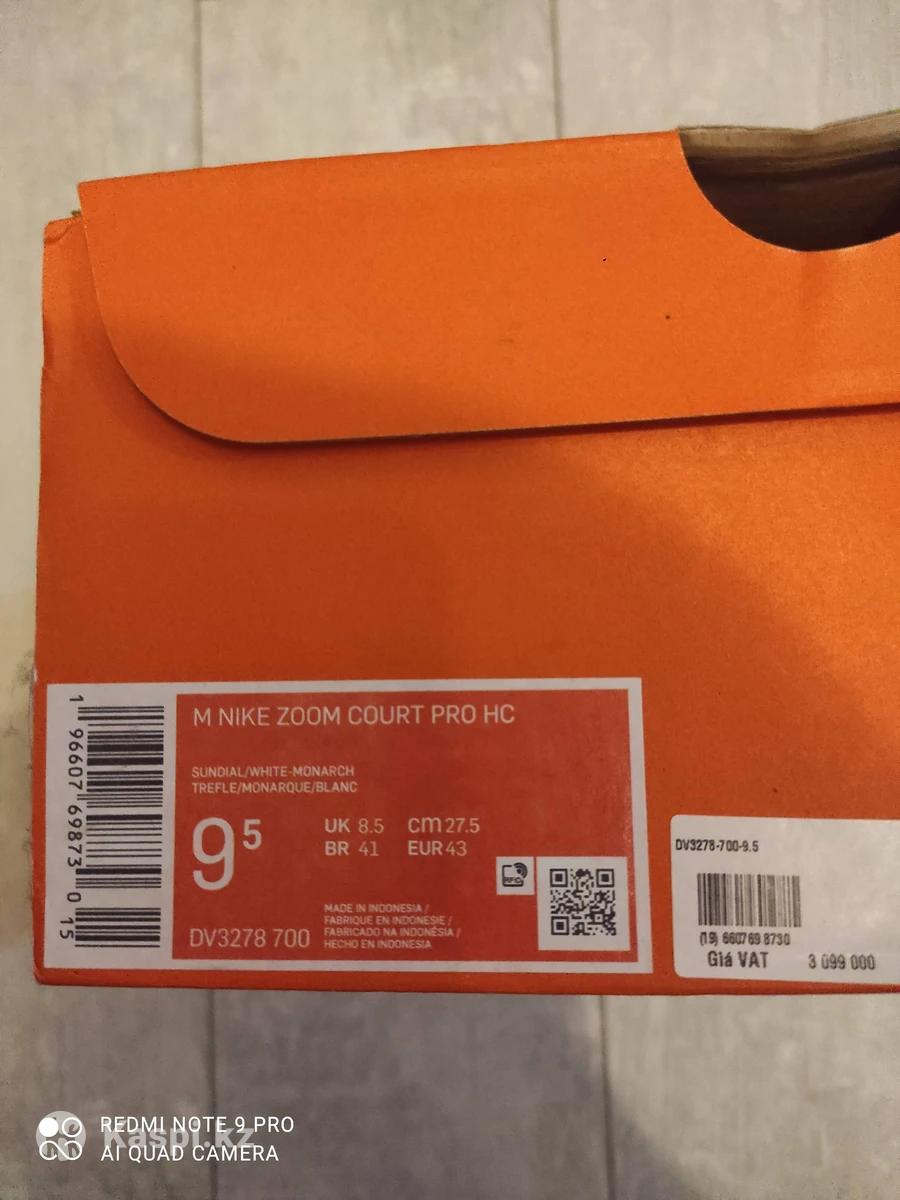 M NIKE ZOOM COURT PRO HC
SUNDIAL/WHITE-MONARCH
TREFLE/MONARQUE/BLANC
9⁵
UK 8.5 cm 27.5
BR 41 EUR 43
DV3278 700
MADE IN INDONESIA /
FABRIQUE EN INDONESIE /
FABRICADO NA INDONÉSIA /
HECHO EN INDONESIA
RFID
1 96607 69873 0 15
DV3278-700-9.5
(19) 660769 8730
Giá VAT 3 099 000
REDMI NOTE 9 PRO
AI QUAD CAMERA
Kaspi.kz